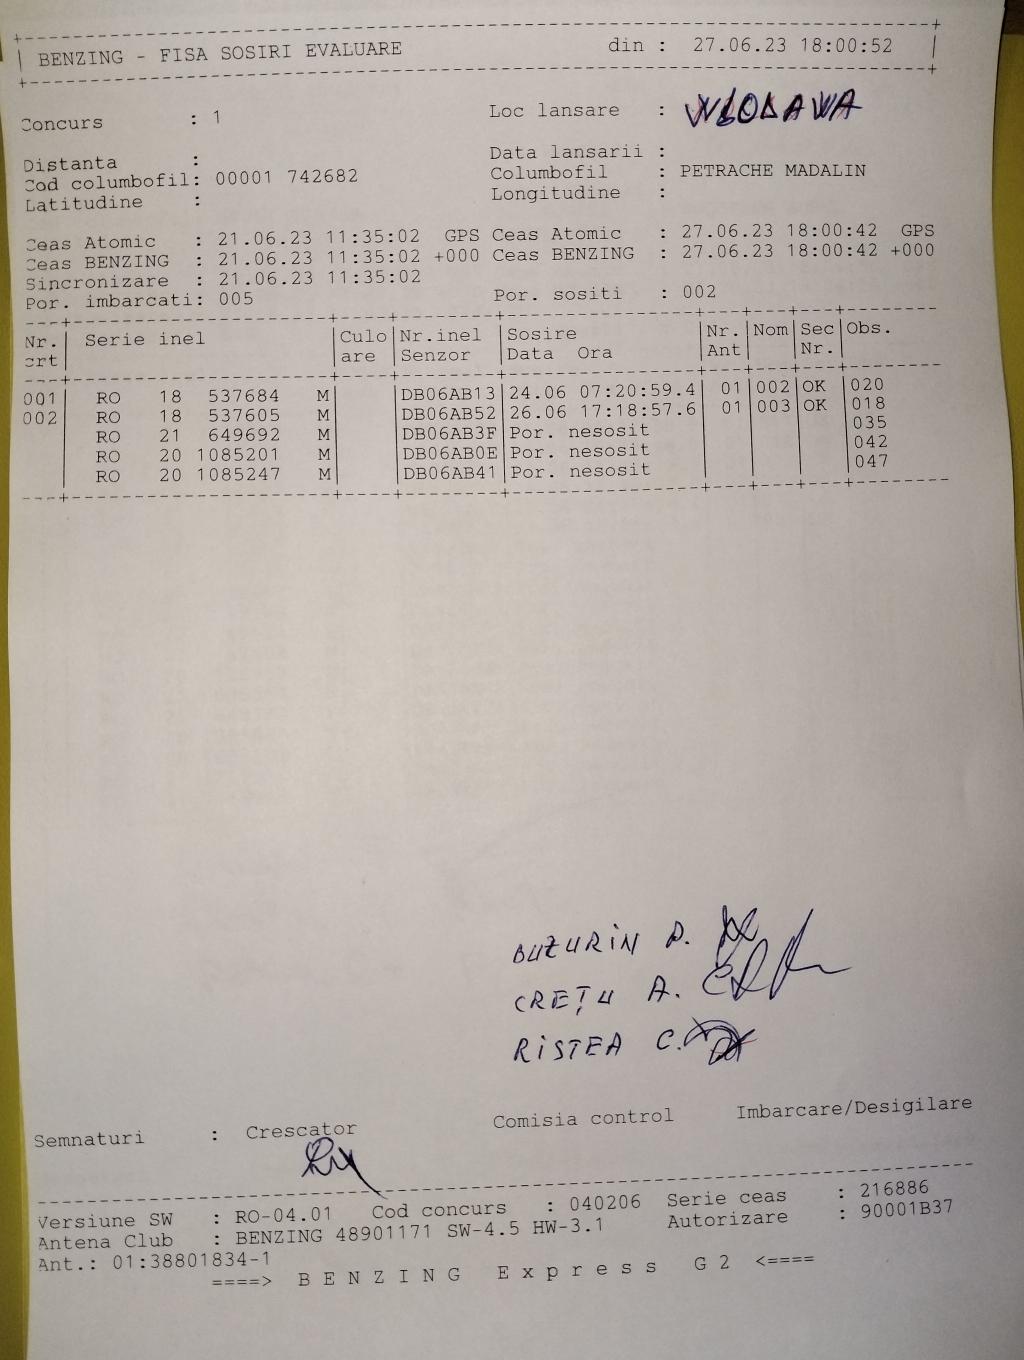 BENZING - FISA SOSIRI EVALUARE din : 27.06.23 18:00:52
Concurs : 1 Loc lansare : WLODAWA
Distanta : Data lansarii :
Cod columbofil: 00001 742682 Columbofil : PETRACHE MADALIN
Latitudine : Longitudine :
Ceas Atomic : 21.06.23 11:35:02 GPS Ceas Atomic : 27.06.23 18:00:42 GPS
Ceas BENZING : 21.06.23 11:35:02 +000 Ceas BENZING : 27.06.23 18:00:42 +000
Sincronizare : 21.06.23 11:35:02
Por. imbarcati: 005 Por. sositi : 002
Nr. Serie inel Culo Nr.inel Sosire Nr. Nom Sec Obs.
crt are Senzor Data Ora Ant Nr.
001 RO 18 537684 M DB06AB13 24.06 07:20:59.4 01 002 OK 020
002 RO 18 537605 M DB06AB52 26.06 17:18:57.6 01 003 OK 018
RO 21 649692 M DB06AB3F Por. nesosit 035
RO 20 1085201 M DB06AB0E Por. nesosit 042
RO 20 1085247 M DB06AB41 Por. nesosit 047
BUZURIN D.
CREȚU A.
RISTEA C.
Semnaturi : Crescator Comisia control Imbarcare/Desigilare
Versiune SW : RO-04.01 Cod concurs : 040206 Serie ceas : 216886
Antena Club : BENZING 48901171 SW-4.5 HW-3.1 Autorizare : 90001B37
Ant.: 01:38801834-1
====> B E N Z I N G E x p r e s s G 2 <====